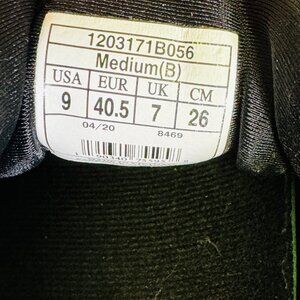 1203171B056
Medium(B)
USA EUR UK CM
9 40.5 7 26
04/20 8469